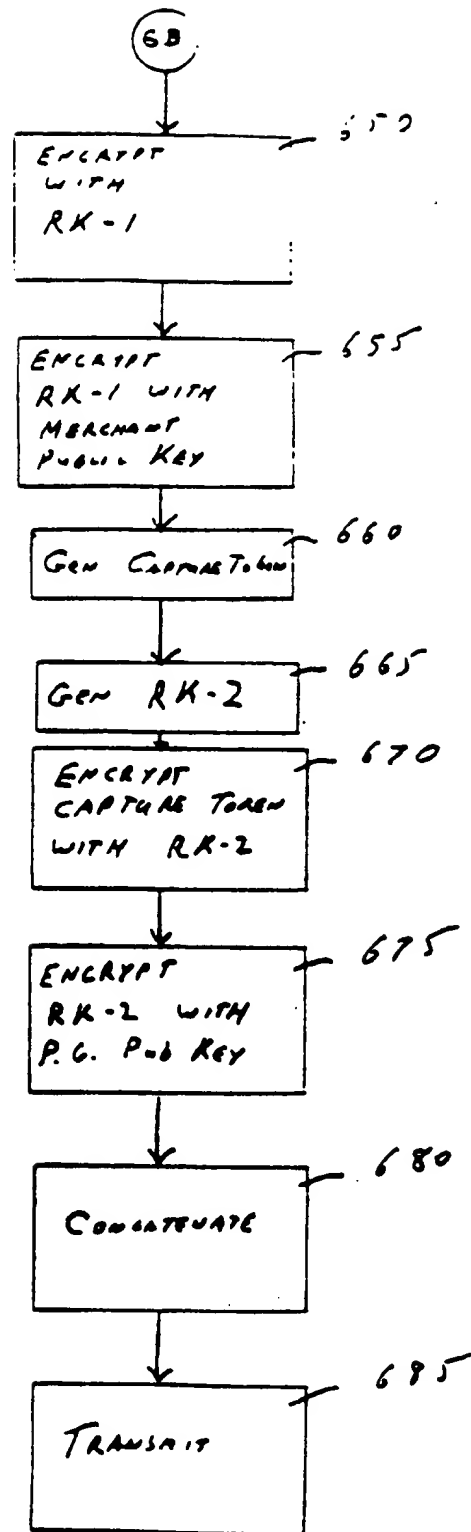 6B
650
ENCRYPT
WITH
RK-1
655
ENCRYPT
RK-1 WITH
MERCHANT
PUBLIC KEY
660
GEN CAPTURE TOKEN
665
GEN RK-2
670
ENCRYPT
CAPTURE TOKEN
WITH RK-2
675
ENCRYPT
RK-2 WITH
P.G. Pub KEY
680
CONCATENATE
685
TRANSMIT